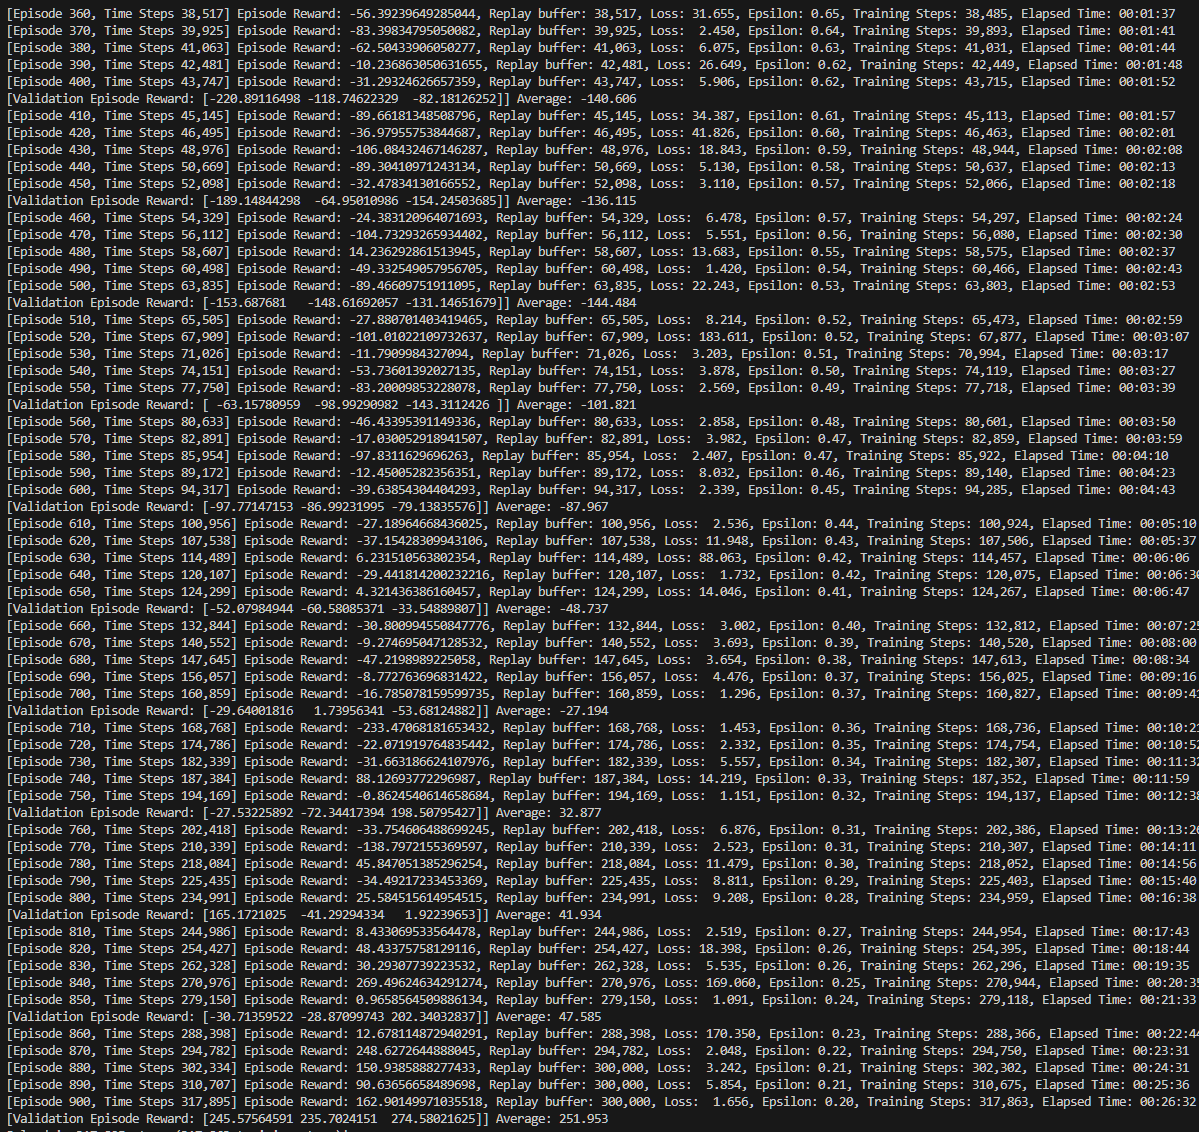 [Episode 360, Time Steps 38,517] Episode Reward: -56.39239649285044, Replay buffer: 38,517, Loss: 31.655, Epsilon: 0.65, Training Steps: 38,485, Elapsed Time: 00:01:37
[Episode 370, Time Steps 39,925] Episode Reward: -83.39834795050082, Replay buffer: 39,925, Loss:  2.450, Epsilon: 0.64, Training Steps: 39,893, Elapsed Time: 00:01:41
[Episode 380, Time Steps 41,063] Episode Reward: -62.50433906050277, Replay buffer: 41,063, Loss:  6.075, Epsilon: 0.63, Training Steps: 41,031, Elapsed Time: 00:01:44
[Episode 390, Time Steps 42,481] Episode Reward: -10.236863050631655, Replay buffer: 42,481, Loss: 26.649, Epsilon: 0.62, Training Steps: 42,449, Elapsed Time: 00:01:48
[Episode 400, Time Steps 43,747] Episode Reward: -31.29324626657359, Replay buffer: 43,747, Loss:  5.906, Epsilon: 0.62, Training Steps: 43,715, Elapsed Time: 00:01:52
[Validation Episode Reward: [-220.89116498 -118.74622329  -82.18126252]] Average: -140.606
[Episode 410, Time Steps 45,145] Episode Reward: -89.66181348508796, Replay buffer: 45,145, Loss: 34.387, Epsilon: 0.61, Training Steps: 45,113, Elapsed Time: 00:01:57
[Episode 420, Time Steps 46,495] Episode Reward: -36.97955753844687, Replay buffer: 46,495, Loss: 41.826, Epsilon: 0.60, Training Steps: 46,463, Elapsed Time: 00:02:01
[Episode 430, Time Steps 48,976] Episode Reward: -106.08432467146287, Replay buffer: 48,976, Loss: 18.843, Epsilon: 0.59, Training Steps: 48,944, Elapsed Time: 00:02:08
[Episode 440, Time Steps 50,669] Episode Reward: -89.30410971243134, Replay buffer: 50,669, Loss:  5.130, Epsilon: 0.58, Training Steps: 50,637, Elapsed Time: 00:02:13
[Episode 450, Time Steps 52,098] Episode Reward: -32.47834130166552, Replay buffer: 52,098, Loss:  3.110, Epsilon: 0.57, Training Steps: 52,066, Elapsed Time: 00:02:18
[Validation Episode Reward: [-189.14844298  -64.95010986 -154.24503685]] Average: -136.115
[Episode 460, Time Steps 54,329] Episode Reward: -24.383120964071693, Replay buffer: 54,329, Loss:  6.478, Epsilon: 0.57, Training Steps: 54,297, Elapsed Time: 00:02:24
[Episode 470, Time Steps 56,112] Episode Reward: -104.73293265934402, Replay buffer: 56,112, Loss:  5.551, Epsilon: 0.56, Training Steps: 56,080, Elapsed Time: 00:02:30
[Episode 480, Time Steps 58,607] Episode Reward: 14.236292861513945, Replay buffer: 58,607, Loss: 13.683, Epsilon: 0.55, Training Steps: 58,575, Elapsed Time: 00:02:37
[Episode 490, Time Steps 60,498] Episode Reward: -49.332549057956705, Replay buffer: 60,498, Loss:  1.420, Epsilon: 0.54, Training Steps: 60,466, Elapsed Time: 00:02:43
[Episode 500, Time Steps 63,835] Episode Reward: -89.46609751911095, Replay buffer: 63,835, Loss: 22.243, Epsilon: 0.53, Training Steps: 63,803, Elapsed Time: 00:02:53
[Validation Episode Reward: [-153.687681   -148.61692057 -131.14651679]] Average: -144.484
[Episode 510, Time Steps 65,505] Episode Reward: -27.880701403419465, Replay buffer: 65,505, Loss:  8.214, Epsilon: 0.52, Training Steps: 65,473, Elapsed Time: 00:02:59
[Episode 520, Time Steps 67,909] Episode Reward: -101.01022109732637, Replay buffer: 67,909, Loss: 183.611, Epsilon: 0.52, Training Steps: 67,877, Elapsed Time: 00:03:07
[Episode 530, Time Steps 71,026] Episode Reward: -11.7909984327094, Replay buffer: 71,026, Loss:  3.203, Epsilon: 0.51, Training Steps: 70,994, Elapsed Time: 00:03:17
[Episode 540, Time Steps 74,151] Episode Reward: -53.73601392027135, Replay buffer: 74,151, Loss:  3.878, Epsilon: 0.50, Training Steps: 74,119, Elapsed Time: 00:03:27
[Episode 550, Time Steps 77,750] Episode Reward: -83.20009853228078, Replay buffer: 77,750, Loss:  2.569, Epsilon: 0.49, Training Steps: 77,718, Elapsed Time: 00:03:39
[Validation Episode Reward: [ -63.15780959  -98.99290982 -143.3112426 ]] Average: -101.821
[Episode 560, Time Steps 80,633] Episode Reward: -46.43395391149336, Replay buffer: 80,633, Loss:  2.858, Epsilon: 0.48, Training Steps: 80,601, Elapsed Time: 00:03:50
[Episode 570, Time Steps 82,891] Episode Reward: -17.030052918941507, Replay buffer: 82,891, Loss:  3.982, Epsilon: 0.47, Training Steps: 82,859, Elapsed Time: 00:03:59
[Episode 580, Time Steps 85,954] Episode Reward: -97.8311629696263, Replay buffer: 85,954, Loss:  2.407, Epsilon: 0.47, Training Steps: 85,922, Elapsed Time: 00:04:10
[Episode 590, Time Steps 89,172] Episode Reward: -12.45005282356351, Replay buffer: 89,172, Loss:  8.032, Epsilon: 0.46, Training Steps: 89,140, Elapsed Time: 00:04:23
[Episode 600, Time Steps 94,317] Episode Reward: -39.63854304404293, Replay buffer: 94,317, Loss:  2.339, Epsilon: 0.45, Training Steps: 94,285, Elapsed Time: 00:04:43
[Validation Episode Reward: [-97.77147153 -86.99231995 -79.13835576]] Average: -87.967
[Episode 610, Time Steps 100,956] Episode Reward: -27.18964668436025, Replay buffer: 100,956, Loss:  2.536, Epsilon: 0.44, Training Steps: 100,924, Elapsed Time: 00:05:10
[Episode 620, Time Steps 107,538] Episode Reward: -37.15428309943106, Replay buffer: 107,538, Loss: 11.948, Epsilon: 0.43, Training Steps: 107,506, Elapsed Time: 00:05:37
[Episode 630, Time Steps 114,489] Episode Reward: 6.231510563802354, Replay buffer: 114,489, Loss: 88.063, Epsilon: 0.42, Training Steps: 114,457, Elapsed Time: 00:06:06
[Episode 640, Time Steps 120,107] Episode Reward: -29.441814200232216, Replay buffer: 120,107, Loss:  1.732, Epsilon: 0.42, Training Steps: 120,075, Elapsed Time: 00:06:30
[Episode 650, Time Steps 124,299] Episode Reward: 4.321436386160457, Replay buffer: 124,299, Loss: 14.046, Epsilon: 0.41, Training Steps: 124,267, Elapsed Time: 00:06:47
[Validation Episode Reward: [-52.07984944 -60.58085371 -33.54889807]] Average: -48.737
[Episode 660, Time Steps 132,844] Episode Reward: -30.800994550847776, Replay buffer: 132,844, Loss:  3.002, Epsilon: 0.40, Training Steps: 132,812, Elapsed Time: 00:07:25
[Episode 670, Time Steps 140,552] Episode Reward: -9.274695047128532, Replay buffer: 140,552, Loss:  3.693, Epsilon: 0.39, Training Steps: 140,520, Elapsed Time: 00:08:00
[Episode 680, Time Steps 147,645] Episode Reward: -47.2198989225058, Replay buffer: 147,645, Loss:  3.654, Epsilon: 0.38, Training Steps: 147,613, Elapsed Time: 00:08:34
[Episode 690, Time Steps 156,057] Episode Reward: -8.772763696831422, Replay buffer: 156,057, Loss:  4.476, Epsilon: 0.37, Training Steps: 156,025, Elapsed Time: 00:09:16
[Episode 700, Time Steps 160,859] Episode Reward: -16.785078159599735, Replay buffer: 160,859, Loss:  1.296, Epsilon: 0.37, Training Steps: 160,827, Elapsed Time: 00:09:41
[Validation Episode Reward: [-29.64001816   1.73956341 -53.68124882]] Average: -27.194
[Episode 710, Time Steps 168,768] Episode Reward: -233.47068181653432, Replay buffer: 168,768, Loss:  1.453, Epsilon: 0.36, Training Steps: 168,736, Elapsed Time: 00:10:21
[Episode 720, Time Steps 174,786] Episode Reward: -22.071919764835442, Replay buffer: 174,786, Loss:  2.332, Epsilon: 0.35, Training Steps: 174,754, Elapsed Time: 00:10:52
[Episode 730, Time Steps 182,339] Episode Reward: -31.663186624107976, Replay buffer: 182,339, Loss:  5.557, Epsilon: 0.34, Training Steps: 182,307, Elapsed Time: 00:11:32
[Episode 740, Time Steps 187,384] Episode Reward: 88.12693772296987, Replay buffer: 187,384, Loss: 14.219, Epsilon: 0.33, Training Steps: 187,352, Elapsed Time: 00:11:59
[Episode 750, Time Steps 194,169] Episode Reward: -0.8624540614658684, Replay buffer: 194,169, Loss:  1.151, Epsilon: 0.32, Training Steps: 194,137, Elapsed Time: 00:12:38
[Validation Episode Reward: [-27.53225892 -72.34417394 198.50795427]] Average: 32.877
[Episode 760, Time Steps 202,418] Episode Reward: -33.754606488699245, Replay buffer: 202,418, Loss:  6.876, Epsilon: 0.31, Training Steps: 202,386, Elapsed Time: 00:13:26
[Episode 770, Time Steps 210,339] Episode Reward: -138.7972155369597, Replay buffer: 210,339, Loss:  2.523, Epsilon: 0.31, Training Steps: 210,307, Elapsed Time: 00:14:11
[Episode 780, Time Steps 218,084] Episode Reward: 45.847051385296254, Replay buffer: 218,084, Loss: 11.479, Epsilon: 0.30, Training Steps: 218,052, Elapsed Time: 00:14:56
[Episode 790, Time Steps 225,435] Episode Reward: -34.49217233453369, Replay buffer: 225,435, Loss:  8.811, Epsilon: 0.29, Training Steps: 225,403, Elapsed Time: 00:15:40
[Episode 800, Time Steps 234,991] Episode Reward: 25.584515614954515, Replay buffer: 234,991, Loss:  9.208, Epsilon: 0.28, Training Steps: 234,959, Elapsed Time: 00:16:38
[Validation Episode Reward: [165.1721025  -41.29294334   1.92239653]] Average: 41.934
[Episode 810, Time Steps 244,986] Episode Reward: 8.433069533564478, Replay buffer: 244,986, Loss:  2.519, Epsilon: 0.27, Training Steps: 244,954, Elapsed Time: 00:17:43
[Episode 820, Time Steps 254,427] Episode Reward: 48.43375758129116, Replay buffer: 254,427, Loss: 18.398, Epsilon: 0.26, Training Steps: 254,395, Elapsed Time: 00:18:44
[Episode 830, Time Steps 262,328] Episode Reward: 30.29307739223532, Replay buffer: 262,328, Loss:  5.535, Epsilon: 0.26, Training Steps: 262,296, Elapsed Time: 00:19:35
[Episode 840, Time Steps 270,976] Episode Reward: 269.49624634291274, Replay buffer: 270,976, Loss: 169.060, Epsilon: 0.25, Training Steps: 270,944, Elapsed Time: 00:20:35
[Episode 850, Time Steps 279,150] Episode Reward: 0.9658564509886134, Replay buffer: 279,150, Loss:  1.091, Epsilon: 0.24, Training Steps: 279,118, Elapsed Time: 00:21:33
[Validation Episode Reward: [-30.71359522 -28.87099743 202.34032837]] Average: 47.585
[Episode 860, Time Steps 288,398] Episode Reward: 12.678114872940291, Replay buffer: 288,398, Loss: 170.350, Epsilon: 0.23, Training Steps: 288,366, Elapsed Time: 00:22:44
[Episode 870, Time Steps 294,782] Episode Reward: 248.6272644888045, Replay buffer: 294,782, Loss:  2.048, Epsilon: 0.22, Training Steps: 294,750, Elapsed Time: 00:23:31
[Episode 880, Time Steps 302,334] Episode Reward: 150.9385888277433, Replay buffer: 300,000, Loss:  3.242, Epsilon: 0.21, Training Steps: 302,302, Elapsed Time: 00:24:31
[Episode 890, Time Steps 310,707] Episode Reward: 90.63656658489698, Replay buffer: 300,000, Loss:  5.854, Epsilon: 0.21, Training Steps: 310,675, Elapsed Time: 00:25:36
[Episode 900, Time Steps 317,895] Episode Reward: 162.90149971035518, Replay buffer: 300,000, Loss:  1.656, Epsilon: 0.20, Training Steps: 317,863, Elapsed Time: 00:26:32
[Validation Episode Reward: [245.57564591 235.7024151  274.58021625]] Average: 251.953